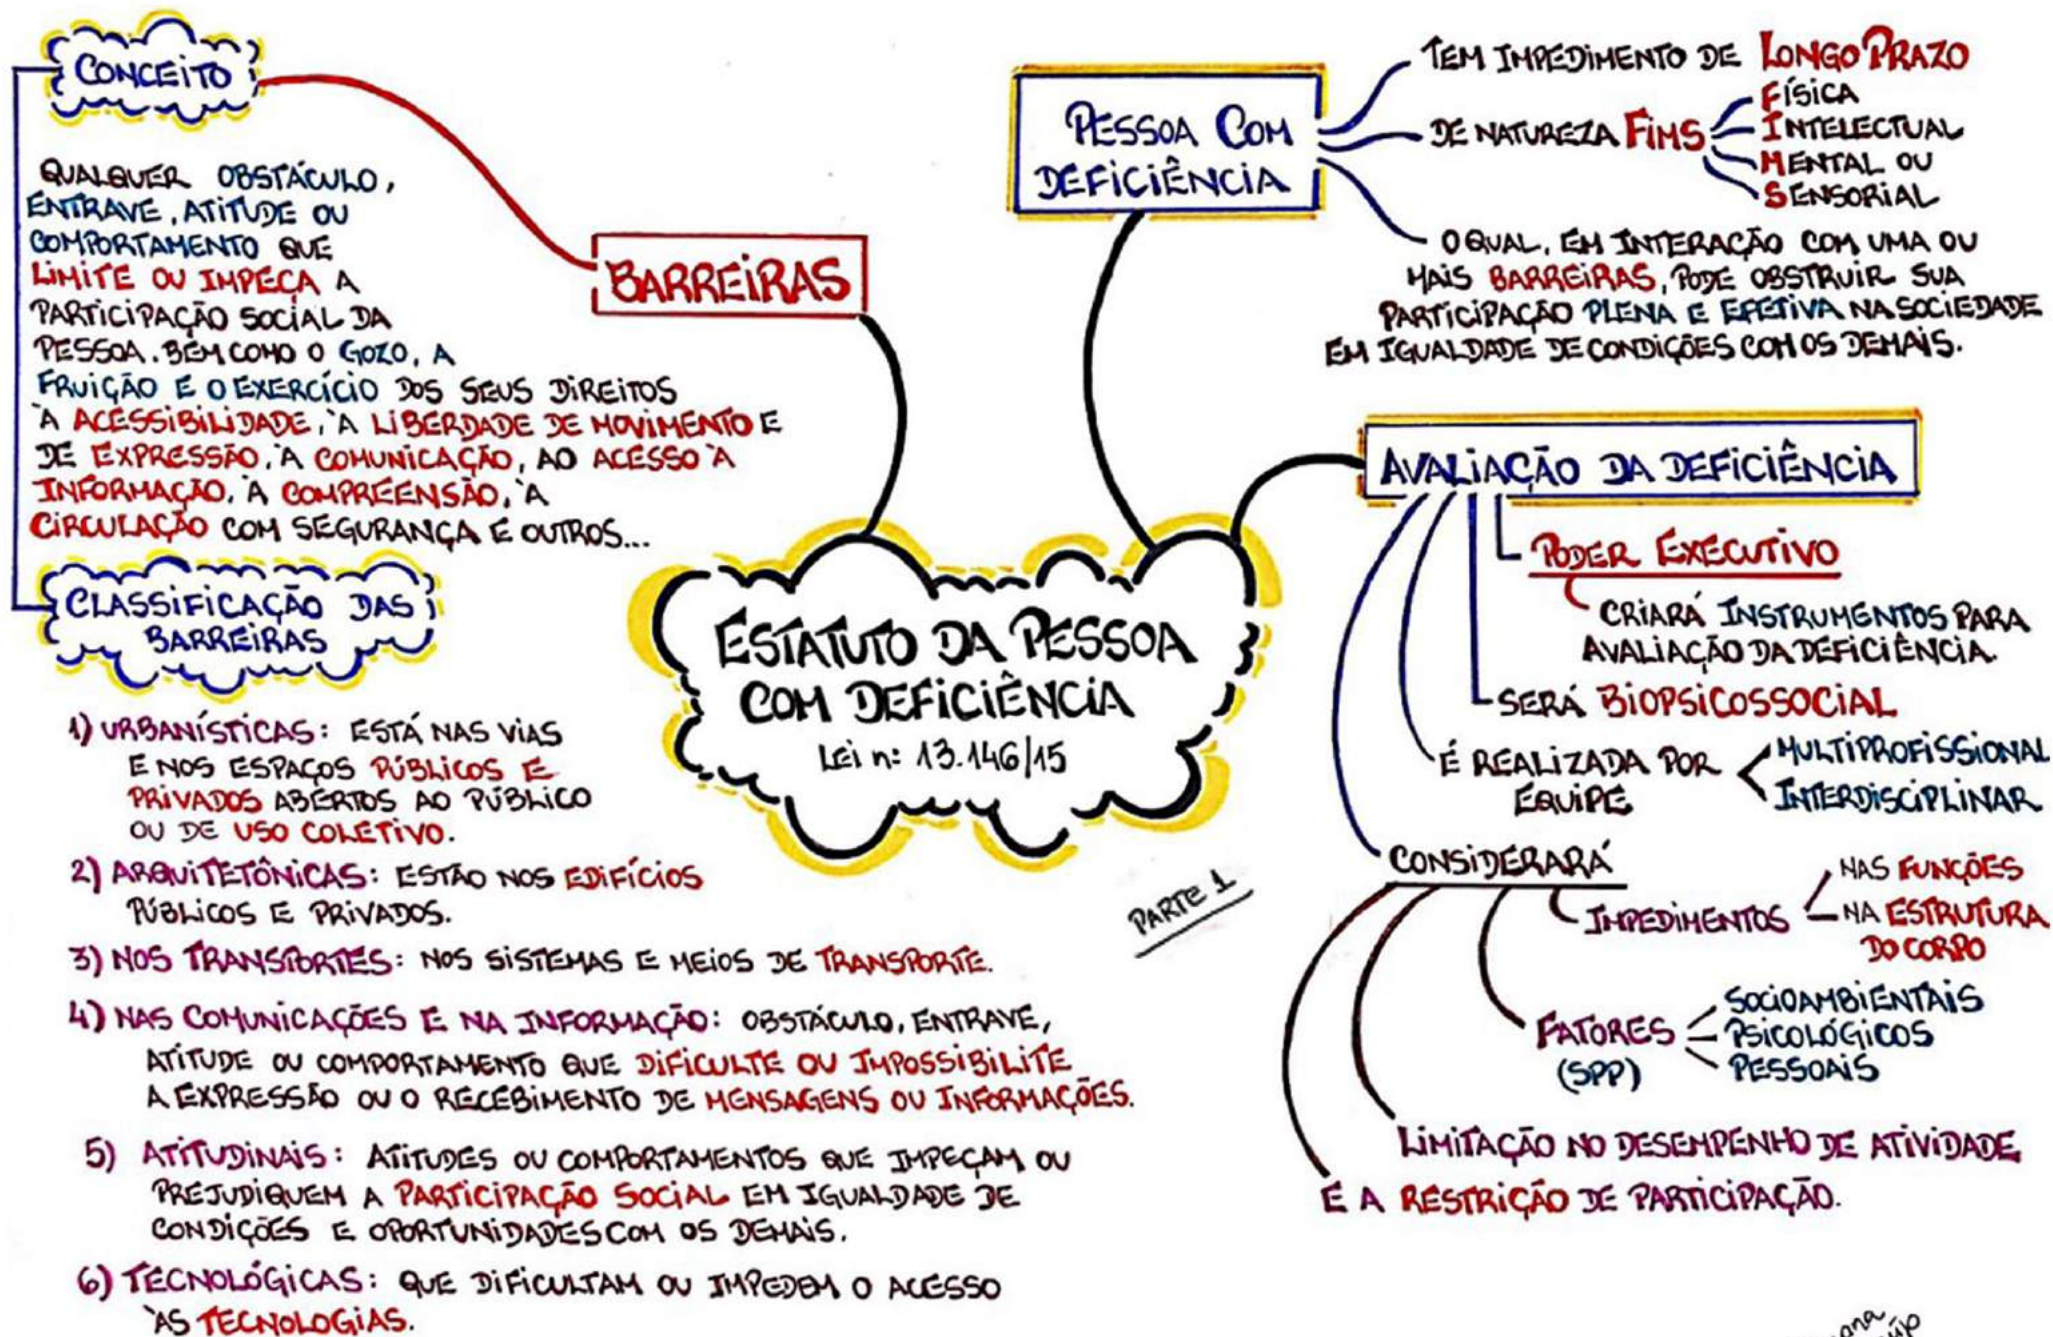 CONCEITO
QUALQUER OBSTÁCULO,
ENTRAVE, ATITUDE OU
COMPORTAMENTO QUE
LIMITE OU IMPEÇA A
PARTICIPAÇÃO SOCIAL DA
PESSOA, BEM COMO O GOZO, A
FRUIÇÃO E O EXERCÍCIO DOS SEUS DIREITOS
À ACESSIBILIDADE, À LIBERDADE DE MOVIMENTO E
DE EXPRESSÃO, À COMUNICAÇÃO, AO ACESSO À
INFORMAÇÃO, À COMPREENSÃO, À
CIRCULAÇÃO COM SEGURANÇA E OUTROS...
CLASSIFICAÇÃO DAS
BARREIRAS
1) URBANÍSTICAS: ESTÁ NAS VIAS
E NOS ESPAÇOS PÚBLICOS E
PRIVADOS ABERTOS AO PÚBLICO
OU DE USO COLETIVO.
2) ARQUITETÔNICAS: ESTÃO NOS EDIFÍCIOS
PÚBLICOS E PRIVADOS.
3) NOS TRANSPORTES: NOS SISTEMAS E MEIOS DE TRANSPORTE.
4) NAS COMUNICAÇÕES E NA INFORMAÇÃO: OBSTÁCULO, ENTRAVE,
ATITUDE OU COMPORTAMENTO QUE DIFICULTE OU IMPOSSIBILITE
A EXPRESSÃO OU O RECEBIMENTO DE MENSAGENS OU INFORMAÇÕES.
5) ATITUDINAIS: ATITUDES OU COMPORTAMENTOS QUE IMPEÇAM OU
PREJUDIQUEM A PARTICIPAÇÃO SOCIAL EM IGUALDADE DE
CONDIÇÕES E OPORTUNIDADES COM OS DEMAIS.
6) TECNOLÓGICAS: QUE DIFICULTAM OU IMPEDEM O ACESSO
ÀS TECNOLOGIAS.
BARREIRAS
ESTATUTO DA PESSOA
COM DEFICIÊNCIA
Lei n: 13.146/15
PARTE 1
PESSOA COM
DEFICIÊNCIA
TEM IMPEDIMENTO DE LONGO PRAZO
DE NATUREZA FIMS
FÍSICA
INTELECTUAL
MENTAL OU
SENSORIAL
O QUAL, EM INTERAÇÃO COM UMA OU
MAIS BARREIRAS, PODE OBSTRUIR SUA
PARTICIPAÇÃO PLENA E EFETIVA NA SOCIEDADE
EM IGUALDADE DE CONDIÇÕES COM OS DEMAIS.
AVALIAÇÃO DA DEFICIÊNCIA
PODER EXECUTIVO
CRIARÁ INSTRUMENTOS PARA
AVALIAÇÃO DA DEFICIÊNCIA.
SERÁ BIOPSICOSSOCIAL
É REALIZADA POR
EQUIPE
MULTIPROFISSIONAL
INTERDISCIPLINAR
CONSIDERARÁ
IMPEDIMENTOS
NAS FUNÇÕES
NA ESTRUTURA
DO CORPO
FATORES
(SPP)
SOCIOAMBIENTAIS
PSICOLÓGICOS
PESSOAIS
LIMITAÇÃO NO DESEMPENHO DE ATIVIDADE
E A RESTRIÇÃO DE PARTICIPAÇÃO.